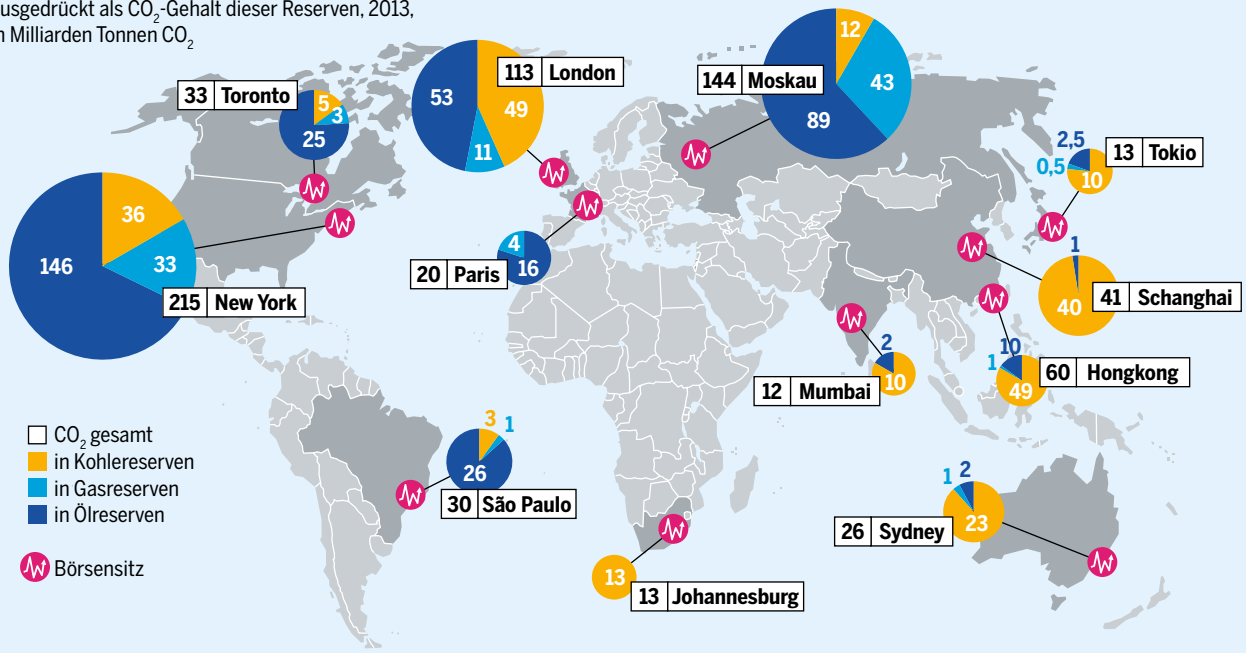 ausgedrückt als CO₂-Gehalt dieser Reserven, 2013,
in Milliarden Tonnen CO₂
33 Toronto
5
3
25
113 London
53
49
11
144 Moskau
12
43
89
2,5
0,5
10
13 Tokio
36
33
146
215 New York
4
16
20 Paris
1
40
41 Schanghai
2
10
12 Mumbai
10
1
49
60 Hongkong
3
1
26
30 São Paulo
1
2
23
26 Sydney
13
13 Johannesburg
CO₂ gesamt
in Kohlereserven
in Gasreserven
in Ölreserven
Börsensitz